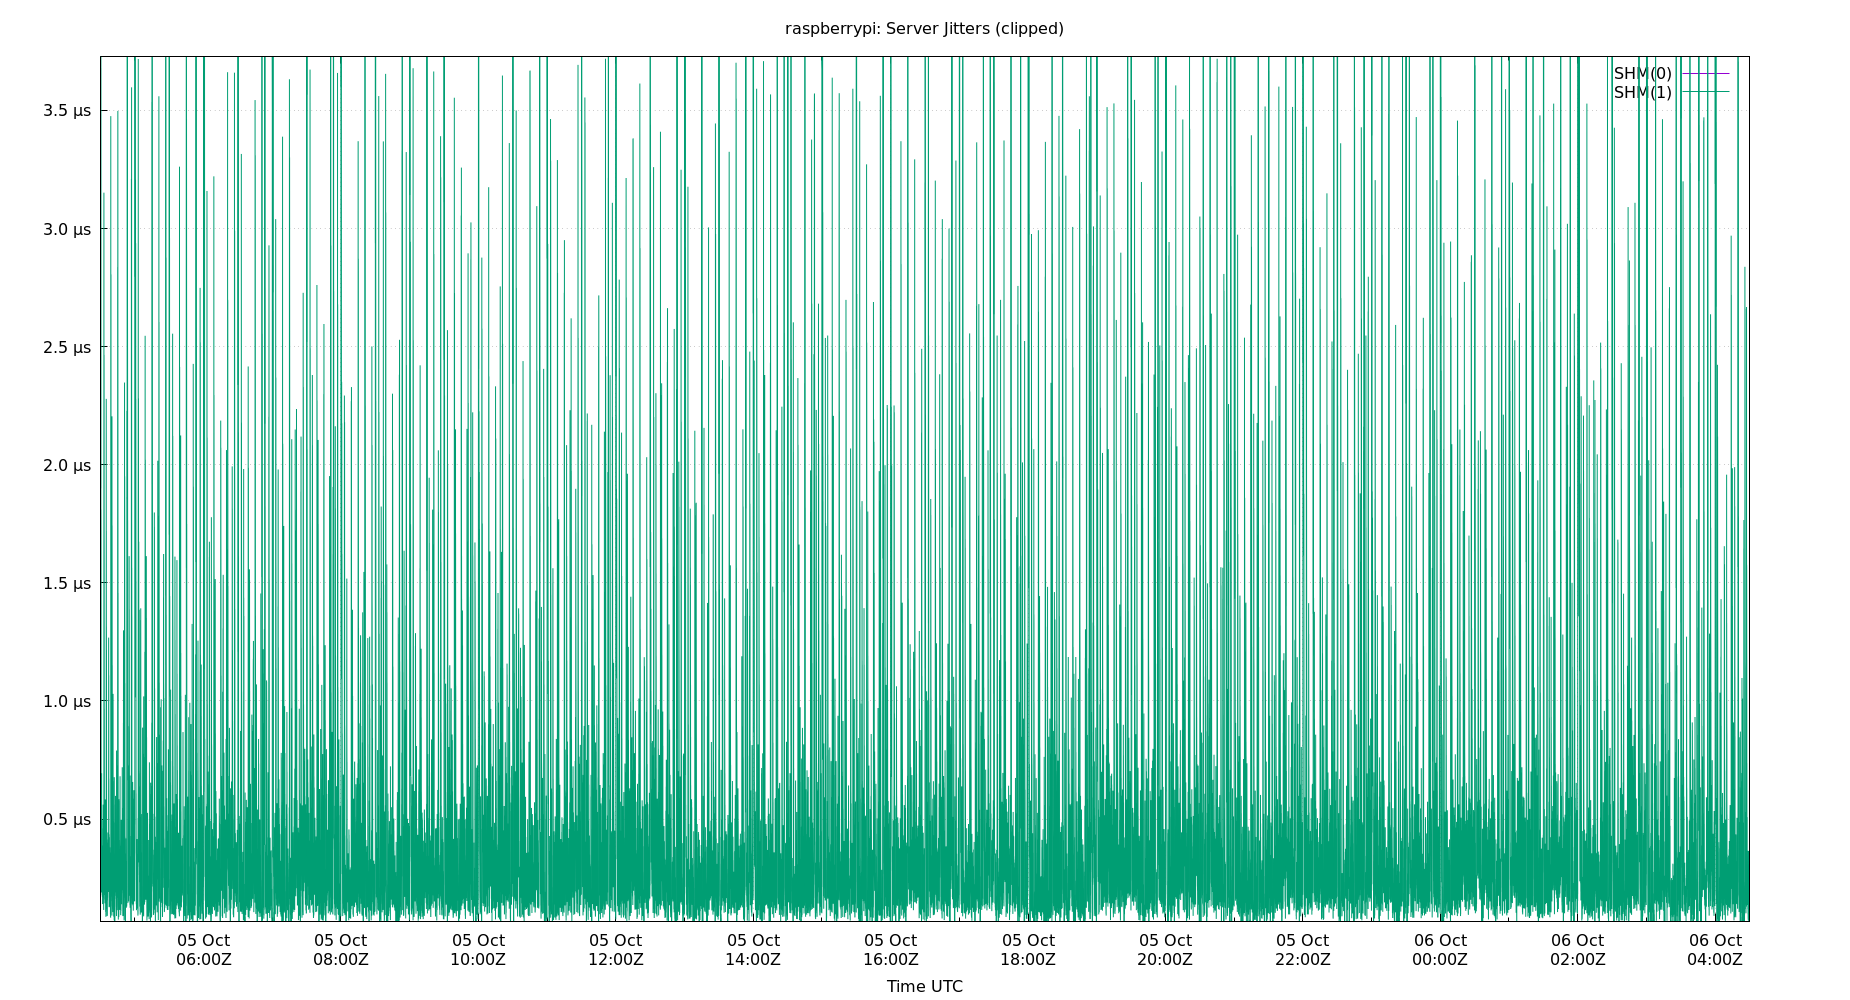 raspberrypi: Server Jitters (clipped)
SHM(0)
SHM(1)
3.5 µs
3.0 µs
2.5 µs
2.0 µs
1.5 µs
1.0 µs
0.5 µs
05 Oct 05 Oct 05 Oct 05 Oct 05 Oct 05 Oct 05 Oct 05 Oct 05 Oct 06 Oct 06 Oct 06 Oct
06:00Z 08:00Z 10:00Z 12:00Z 14:00Z 16:00Z 18:00Z 20:00Z 22:00Z 00:00Z 02:00Z 04:00Z
Time UTC